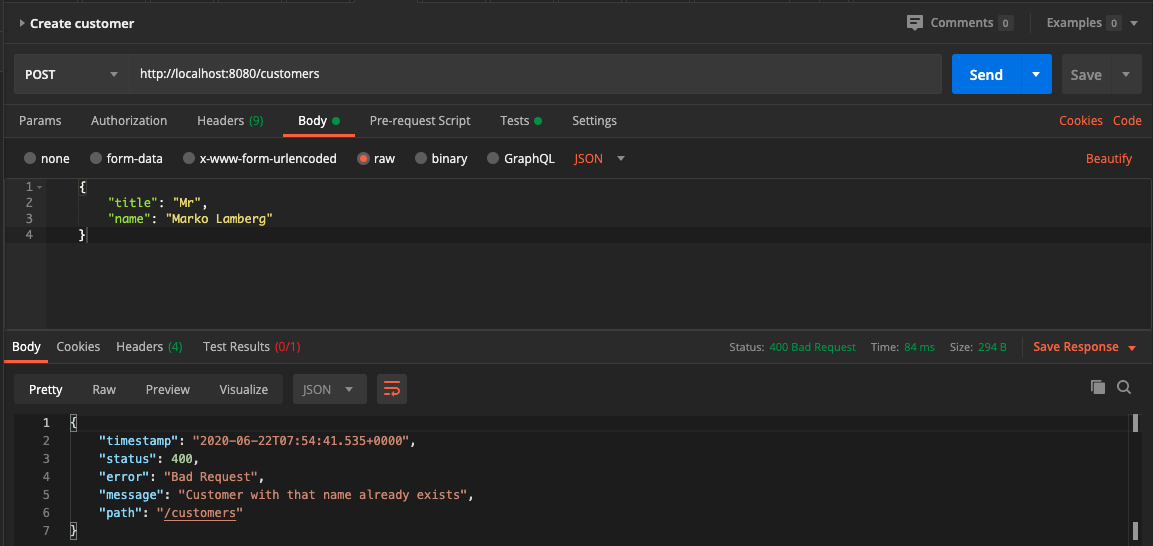 Create customer
Comments 0
Examples 0
POST
http://localhost:8080/customers
Send
Save
Params
Authorization
Headers (9)
Body
Pre-request Script
Tests
Settings
Cookies
Code
none
form-data
x-www-form-urlencoded
raw
binary
GraphQL
JSON
Beautify
1 {
2 "title": "Mr",
3 "name": "Marko Lamberg"
4 }
Body
Cookies
Headers (4)
Test Results (0/1)
Status: 400 Bad Request
Time: 84 ms
Size: 294 B
Save Response
Pretty
Raw
Preview
Visualize
JSON
1 {
2 "timestamp": "2020-06-22T07:54:41.535+0000",
3 "status": 400,
4 "error": "Bad Request",
5 "message": "Customer with that name already exists",
6 "path": "/customers"
7 }